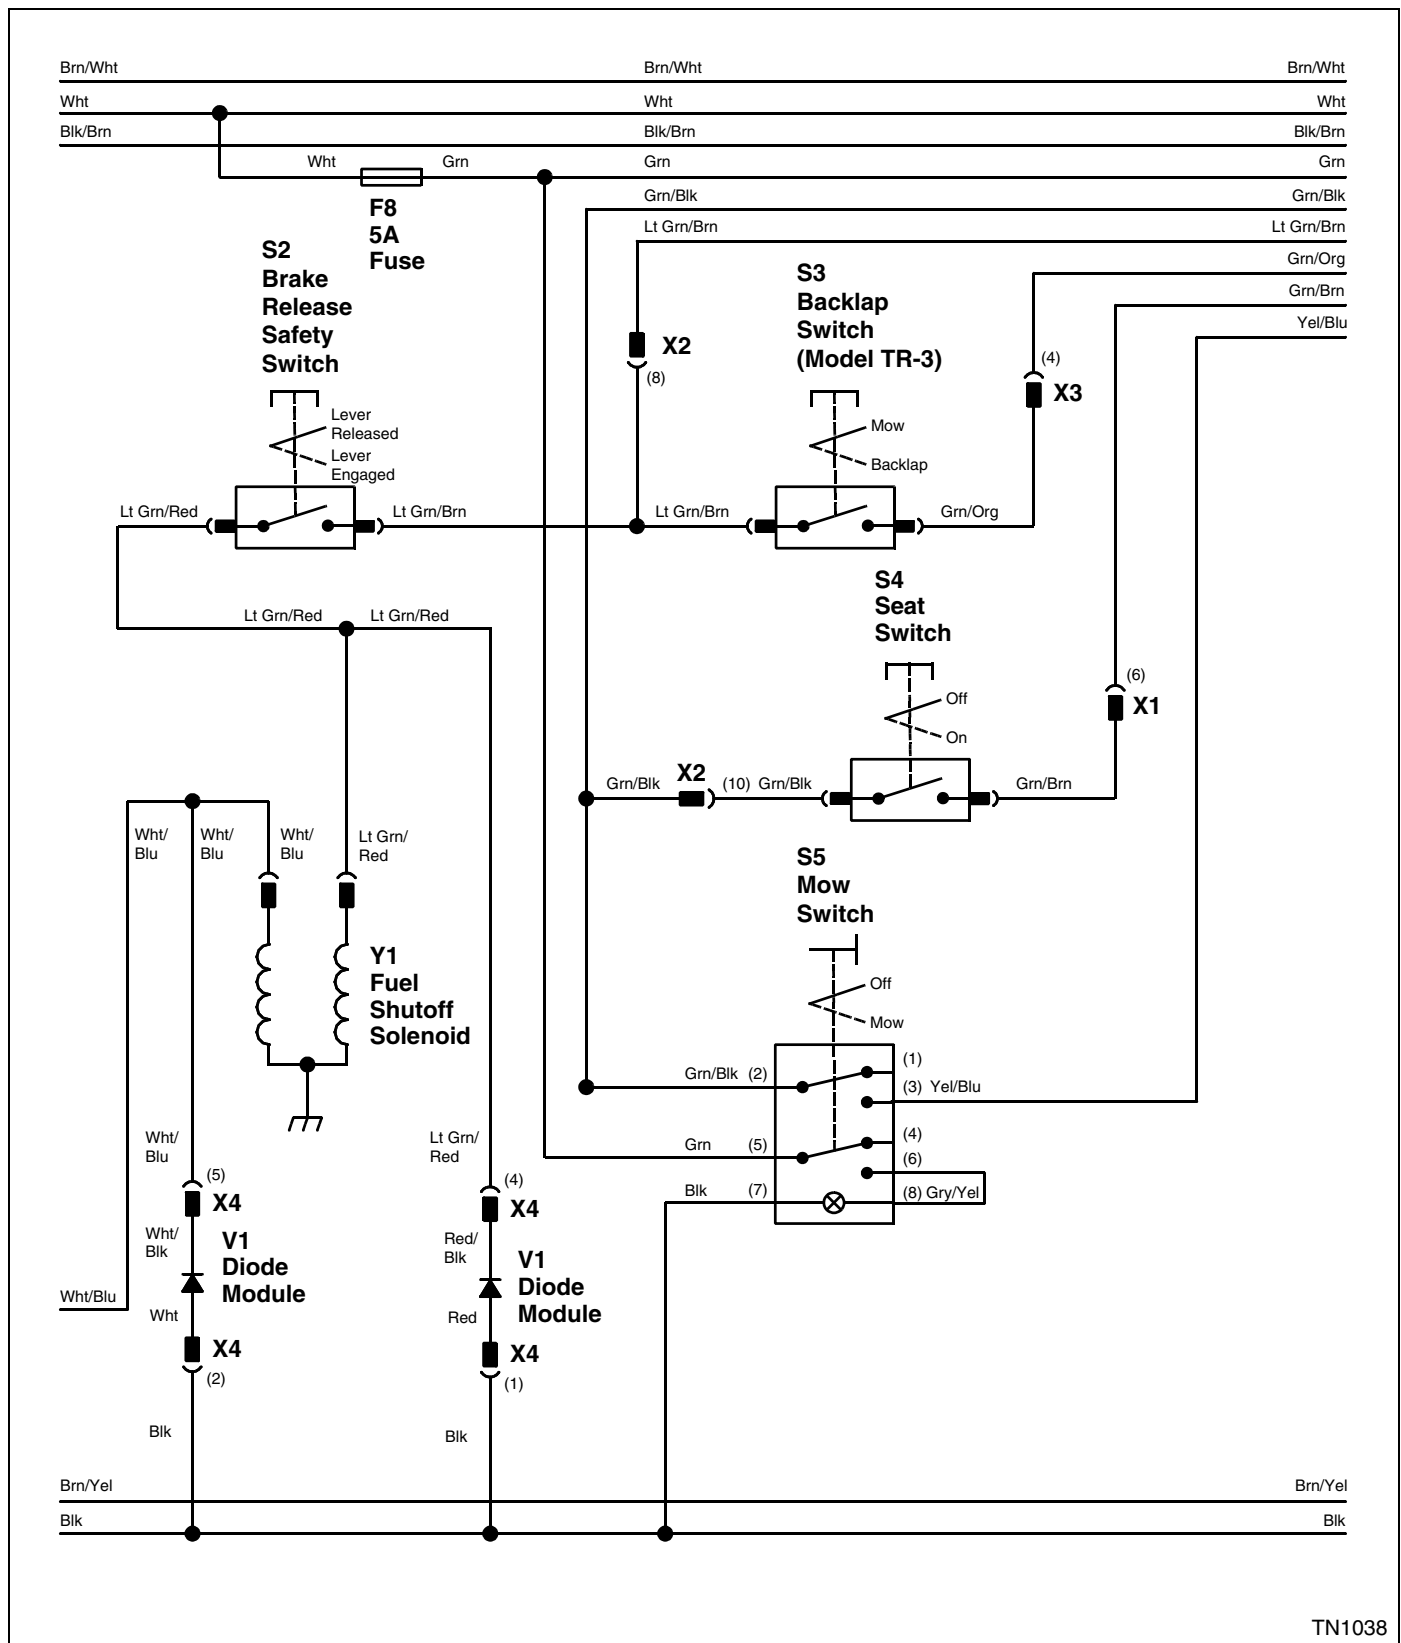 Brn/Wht Brn/Wht Brn/Wht
Wht Wht Wht
Blk/Brn Blk/Brn Blk/Brn
Wht Grn Grn Grn
F8
5A
Fuse
Grn/Blk Grn/Blk
Lt Grn/Brn Lt Grn/Brn
Grn/Org
Grn/Brn
Yel/Blu
S2
Brake
Release
Safety
Switch
X2
(8)
S3
Backlap
Switch
(Model TR-3)
(4)
X3
Lever
Released
Lever
Engaged
Mow
Backlap
Lt Grn/Red Lt Grn/Brn Lt Grn/Brn Grn/Org
S4
Seat
Switch
Lt Grn/Red Lt Grn/Red
Off
On
(6)
X1
Grn/Blk X2 (10) Grn/Blk Grn/Brn
Wht/
Blu
Wht/
Blu
Wht/
Blu
Lt Grn/
Red
S5
Mow
Switch
Y1
Fuel
Shutoff
Solenoid
Off
Mow
Grn/Blk (2)
(1)
(3) Yel/Blu
Grn (5)
(4)
(6)
Blk (7)
(8) Gry/Yel
Wht/
Blu
(5)
X4
Wht/
Blk
V1
Diode
Module
Wht
X4
(2)
Blk
Wht/Blu
Lt Grn/
Red
(4)
X4
Red/
Blk
V1
Diode
Module
Red
X4
(1)
Blk
Brn/Yel Brn/Yel
Blk Blk
TN1038